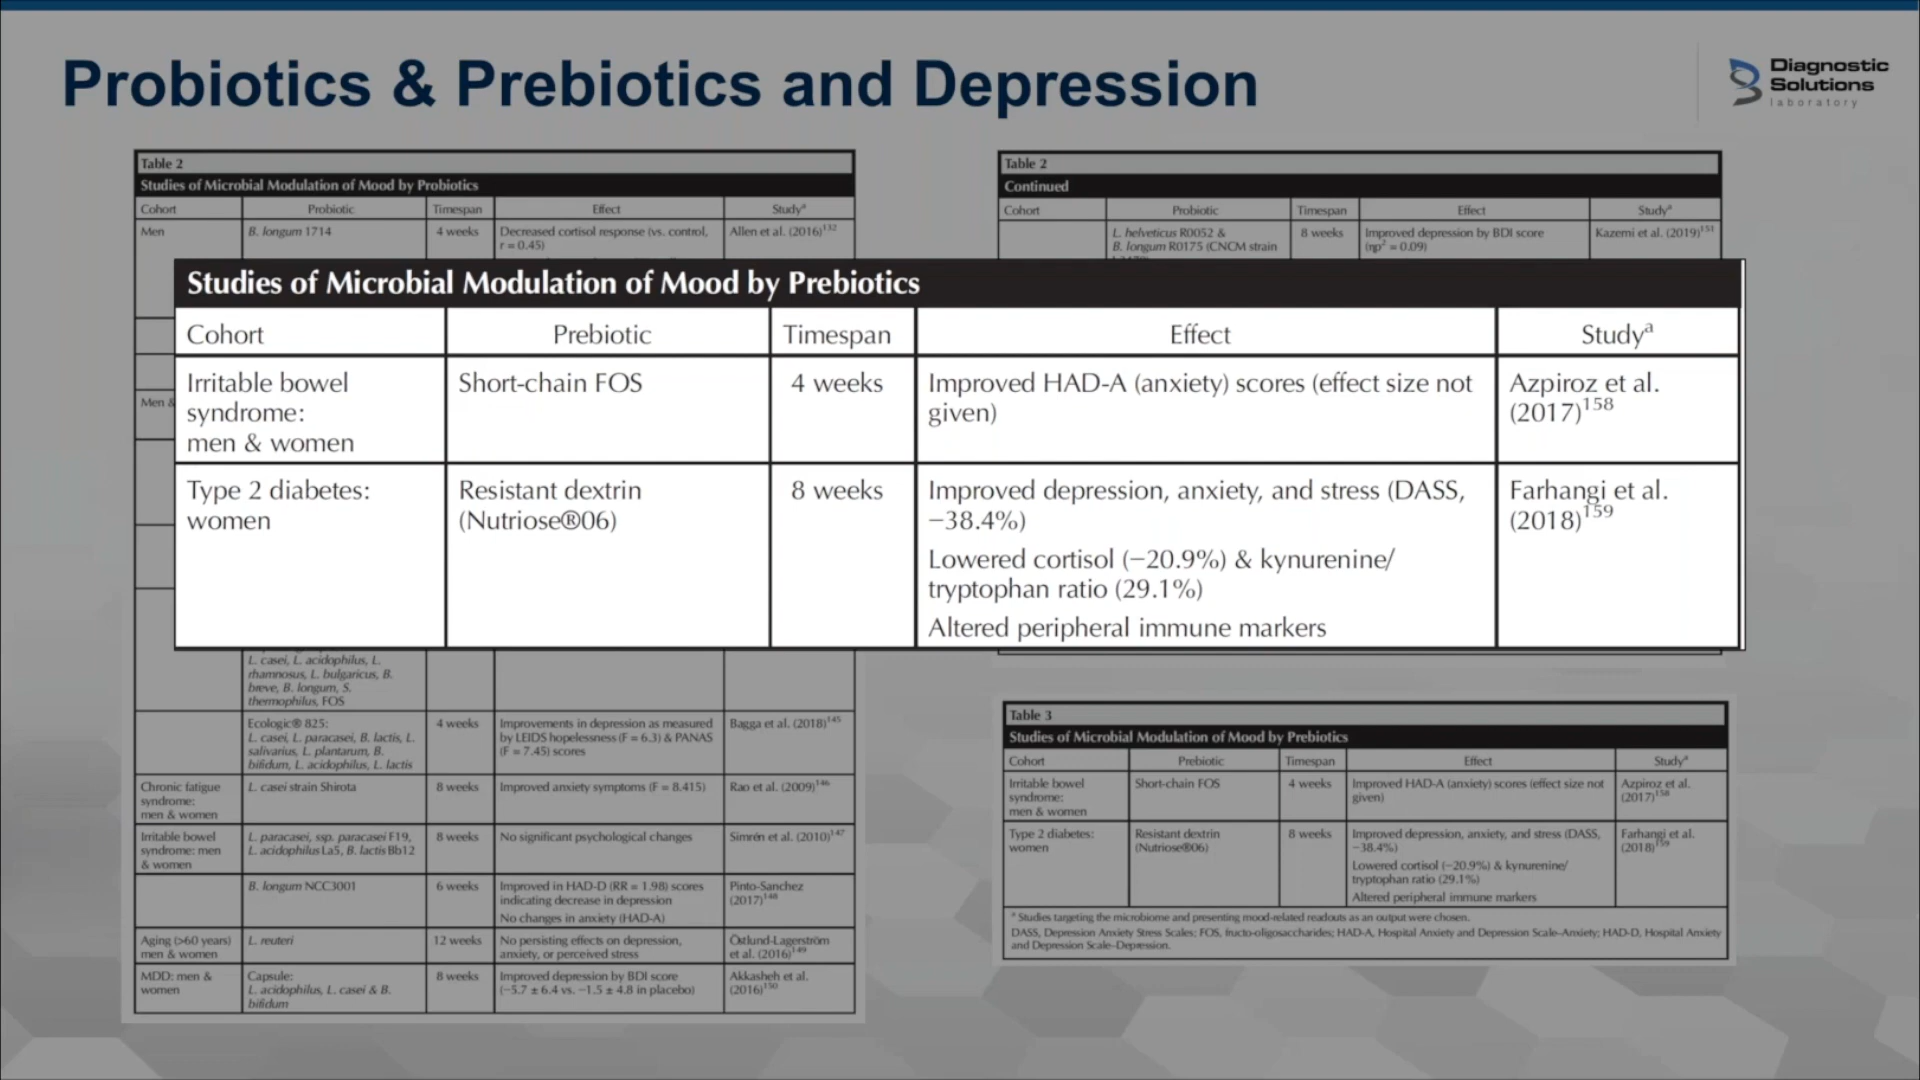 Probiotics & Prebiotics and Depression
Diagnostic
Solutions
laboratory
Table 2
Studies of Microbial Modulation of Mood by Probiotics
Cohort Probiotic Timespan Effect Studyᵃ
Men B. longum 1714 4 weeks Decreased cortisol response (vs. control, Allen et al. (2016)¹³²
r = 0.45)
Table 2
Continued
Cohort Probiotic Timespan Effect Studyᵃ
L. helveticus R0052 & 8 weeks Improved depression by BDI score Kazemi et al. (2019)¹⁵¹
B. longum R0175 (CNCM strain (ηp² = 0.09)
Studies of Microbial Modulation of Mood by Prebiotics
Cohort Prebiotic Timespan Effect Studyᵃ
Irritable bowel Short-chain FOS 4 weeks Improved HAD-A (anxiety) scores (effect size not Azpiroz et al.
syndrome: given) (2017)¹⁵⁸
men & women
Type 2 diabetes: Resistant dextrin 8 weeks Improved depression, anxiety, and stress (DASS, Farhangi et al.
women (Nutriose®06) −38.4%) (2018)¹⁵⁹
Lowered cortisol (−20.9%) & kynurenine/
tryptophan ratio (29.1%)
Altered peripheral immune markers
Men &
L. casei, L. acidophilus, L.
rhamnosus, L. bulgaricus, B.
breve, B. longum, S.
thermophilus, FOS
Ecologic® 825: 4 weeks Improvements in depression as measured Bagga et al. (2018)¹⁴⁵
L. casei, L. paracasei, B. lactis, L. by LEIDS hopelessness (F = 6.3) & PANAS
salivarius, L. plantarum, B. (F = 7.45) scores
bifidum, L. acidophilus, L. lactis
Chronic fatigue L. casei strain Shirota 8 weeks Improved anxiety symptoms (F = 8.415) Rao et al. (2009)¹⁴⁶
syndrome:
men & women
Irritable bowel L. paracasei, ssp. paracasei F19, 8 weeks No significant psychological changes Simrén et al. (2010)¹⁴⁷
syndrome: men L. acidophilus La5, B. lactis Bb12
& women
B. longum NCC3001 6 weeks Improved in HAD-D (RR = 1.98) scores Pinto-Sanchez
indicating decrease in depression (2017)¹⁴⁸
No changes in anxiety (HAD-A)
Aging (>60 years) L. reuteri 12 weeks No persisting effects on depression, Östlund-Lagerström
men & women anxiety, or perceived stress et al. (2016)¹⁴⁹
MDD: men & Capsule: 8 weeks Improved depression by BDI score Akkasheh et al.
women L. acidophilus, L. casei & B. (−5.7 ± 6.4 vs. −1.5 ± 4.8 in placebo) (2016)¹⁵⁰
bifidum
Table 3
Studies of Microbial Modulation of Mood by Prebiotics
Cohort Prebiotic Timespan Effect Studyᵃ
Irritable bowel Short-chain FOS 4 weeks Improved HAD-A (anxiety) scores (effect size not Azpiroz et al.
syndrome: given) (2017)¹⁵⁸
men & women
Type 2 diabetes: Resistant dextrin 8 weeks Improved depression, anxiety, and stress (DASS, Farhangi et al.
women (Nutriose®06) −38.4%) (2018)¹⁵⁹
Lowered cortisol (−20.9%) & kynurenine/
tryptophan ratio (29.1%)
Altered peripheral immune markers
ᵃ Studies targeting the microbiome and presenting mood-related readouts as an output were chosen.
DASS, Depression Anxiety Stress Scales; FOS, fructo-oligosaccharides; HAD-A, Hospital Anxiety and Depression Scale–Anxiety; HAD-D, Hospital Anxiety
and Depression Scale–Depression.